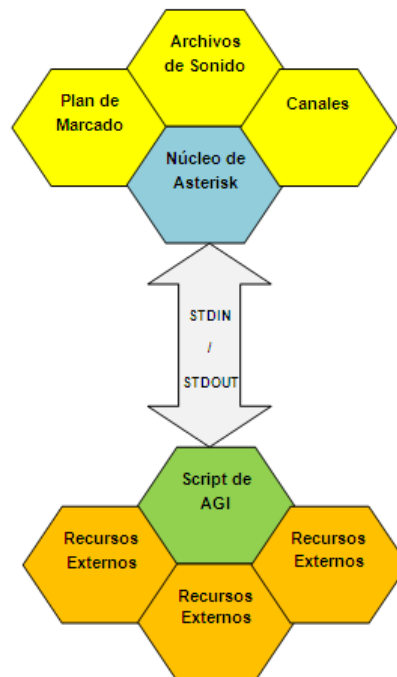 Archivos
de Sonido
Plan de
Marcado
Canales
Núcleo de
Asterisk
STDIN
/
STDOUT
Script de
AGI
Recursos
Externos
Recursos
Externos
Recursos
Externos